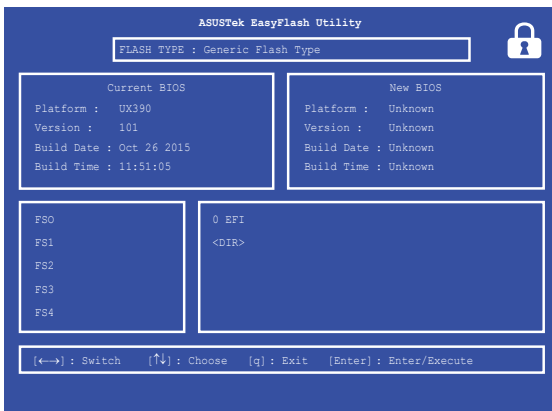 ASUSTek EasyFlash Utility
FLASH TYPE : Generic Flash Type
Current BIOS
Platform : UX390
Version : 101
Build Date : Oct 26 2015
Build Time : 11:51:05
New BIOS
Platform : Unknown
Version : Unknown
Build Date : Unknown
Build Time : Unknown
FS0
FS1
FS2
FS3
FS4
0 EFI
<DIR>
[←→] : Switch [↑↓] : Choose [q] : Exit [Enter] : Enter/Execute